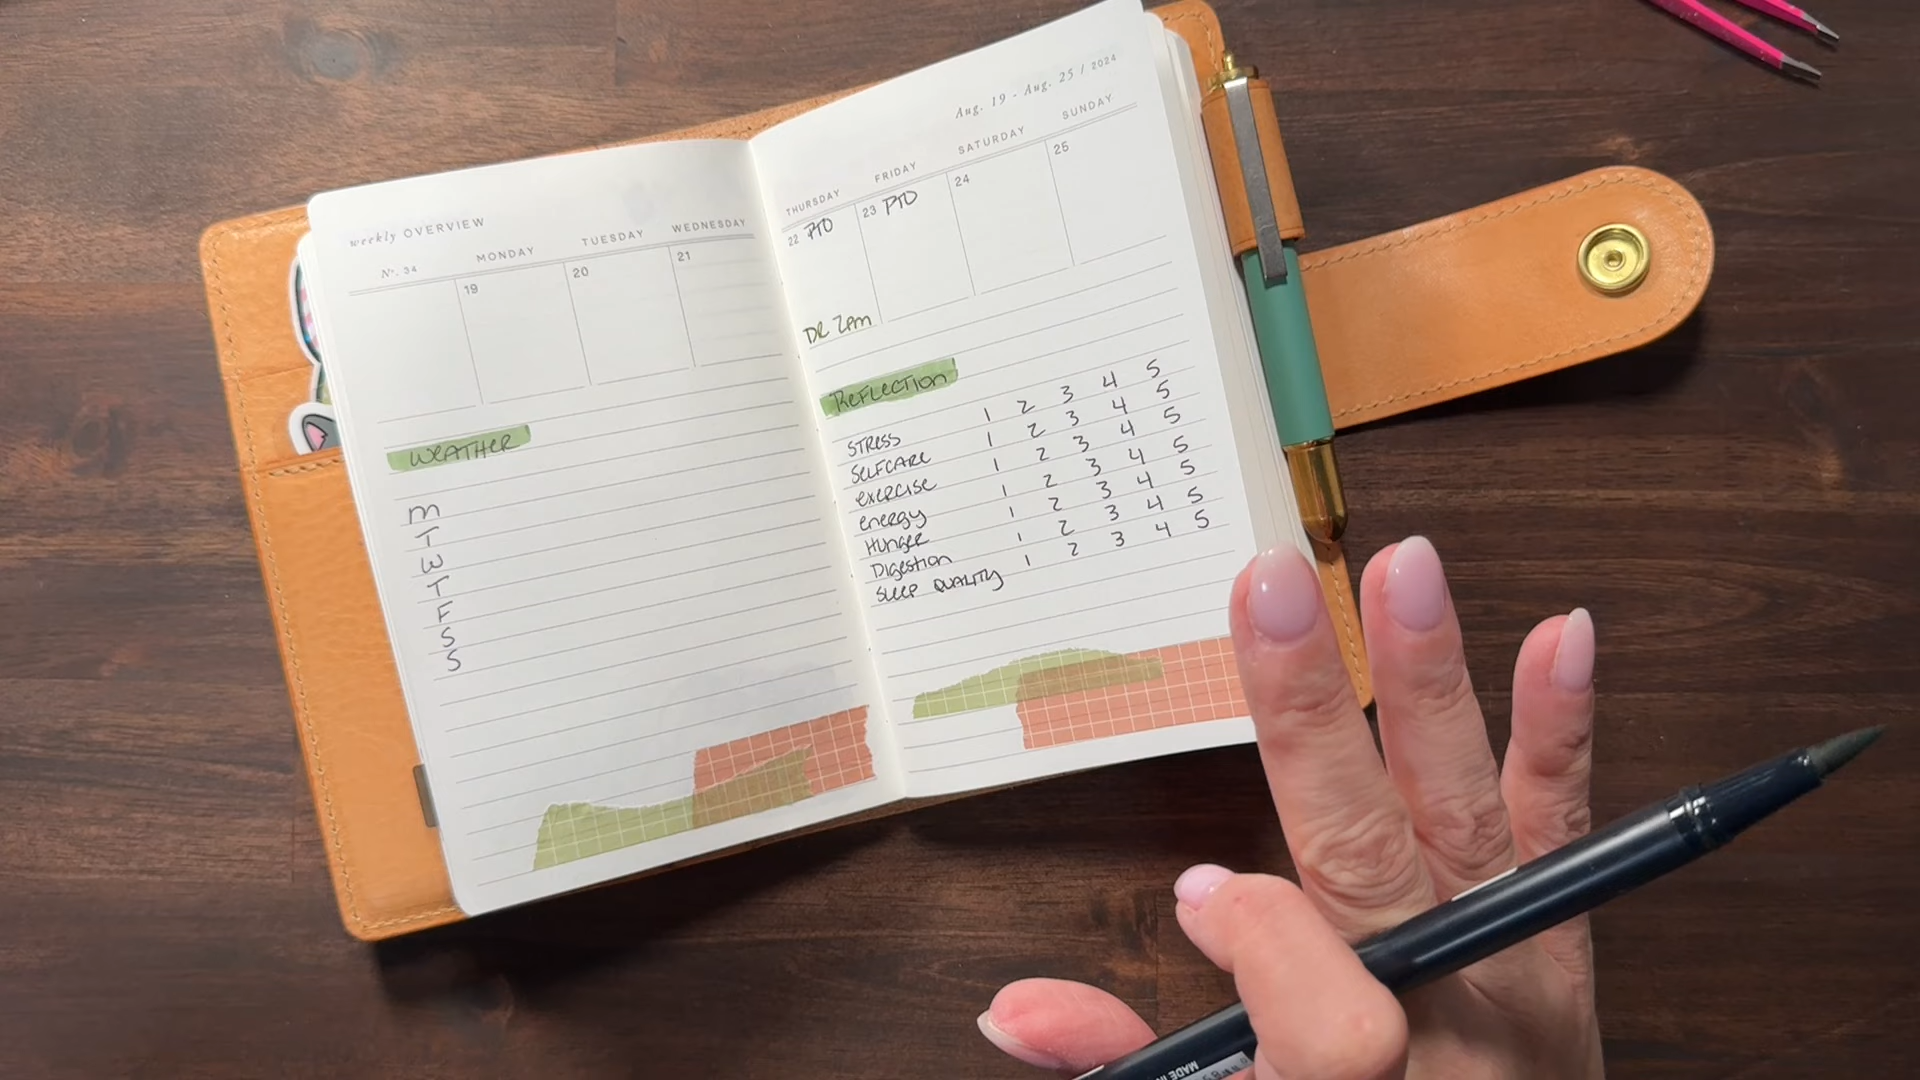 weekly OVERVIEW
No. 34 MONDAY TUESDAY WEDNESDAY
19 20 21
WEATHER
M
T
W
T
F
S
S
Aug. 19 - Aug. 25 / 2024
THURSDAY FRIDAY SATURDAY SUNDAY
22 PTO 23 PTO 24 25
DR 2pm
REFLECTION
STRESS 1 2 3 4 5
SELFCARE 1 2 3 4 5
exercise 1 2 3 4 5
energy 1 2 3 4 5
HUNGER 1 2 3 4 5
Digestion 1 2 3 4 5
SLEEP QUALITY 1 2 3 4 5
MADE IN